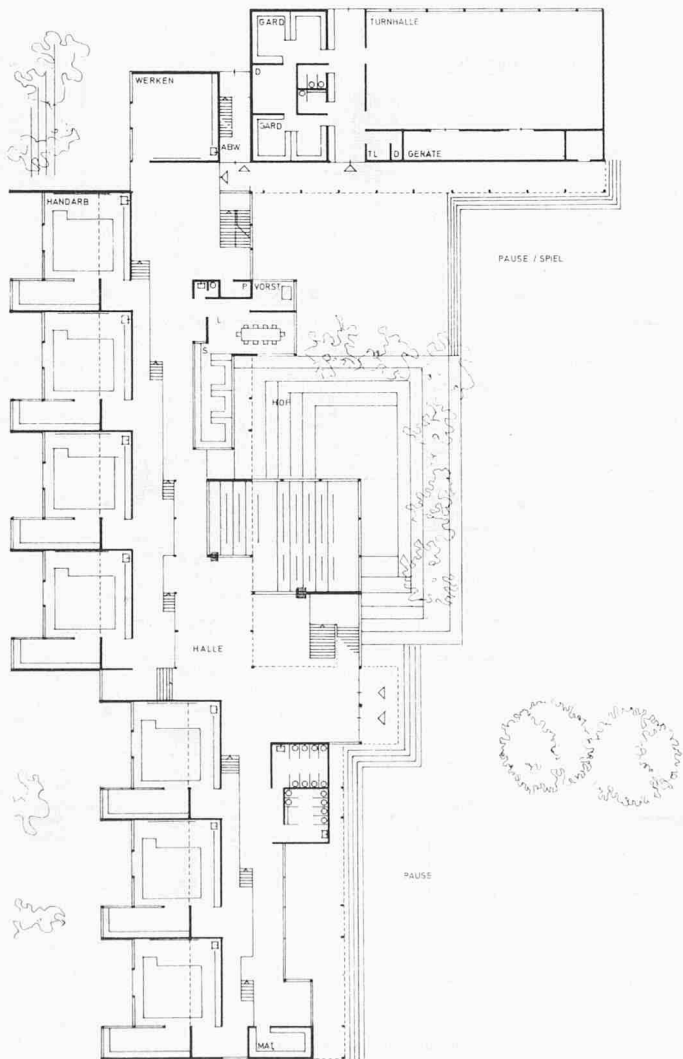 GARD
TURNHALLE
D
WERKEN
GARD
ABW
TL
D
GERÄTE
HANDARB
PAUSE / SPIEL
P
VORST
L
S
HOF
HALLE
PAUSE
MAT